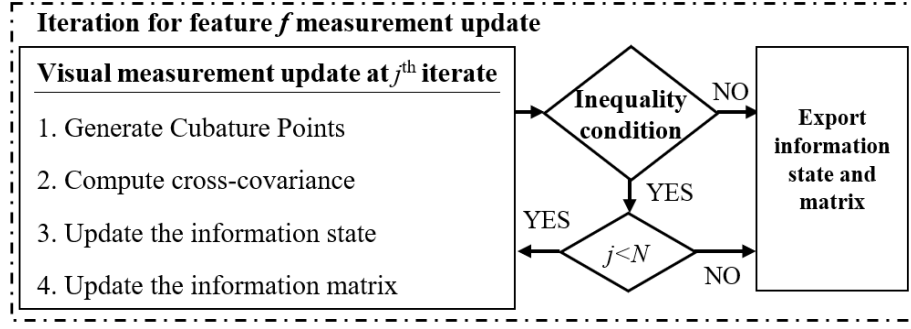 Iteration for feature f measurement update
Visual measurement update at jth iterate
1. Generate Cubature Points
2. Compute cross-covariance
3. Update the information state
4. Update the information matrix
Inequality
condition
NO
YES
YES
j<N
NO
Export
information
state and
matrix